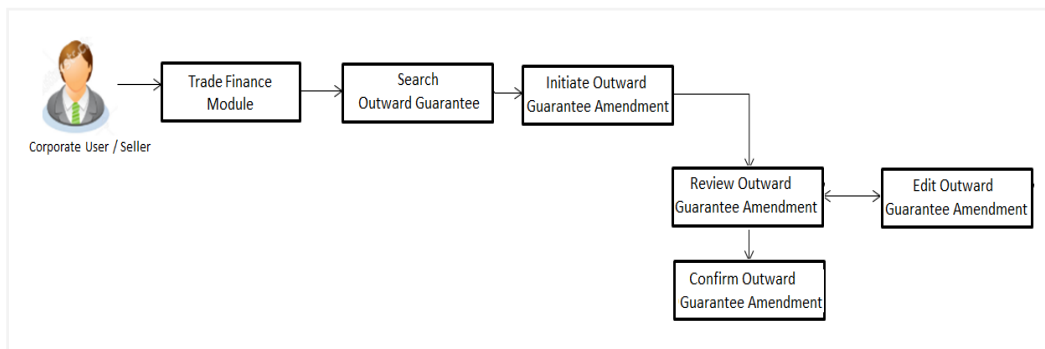 Corporate User / Seller
Trade Finance
Module
Search
Outward Guarantee
Initiate Outward
Guarantee Amendment
Review Outward
Guarantee Amendment
Edit Outward
Guarantee Amendment
Confirm Outward
Guarantee Amendment